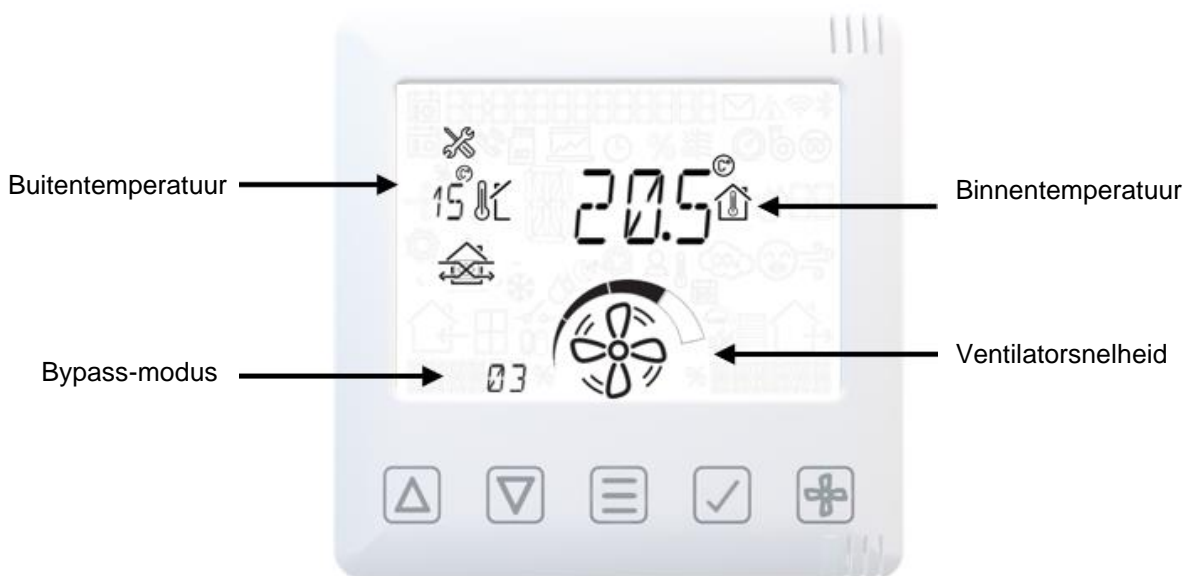 Buitentemperatuur
15 C°
20.5 C°
Binnentemperatuur
Bypass-modus
03
Ventilatorsnelheid